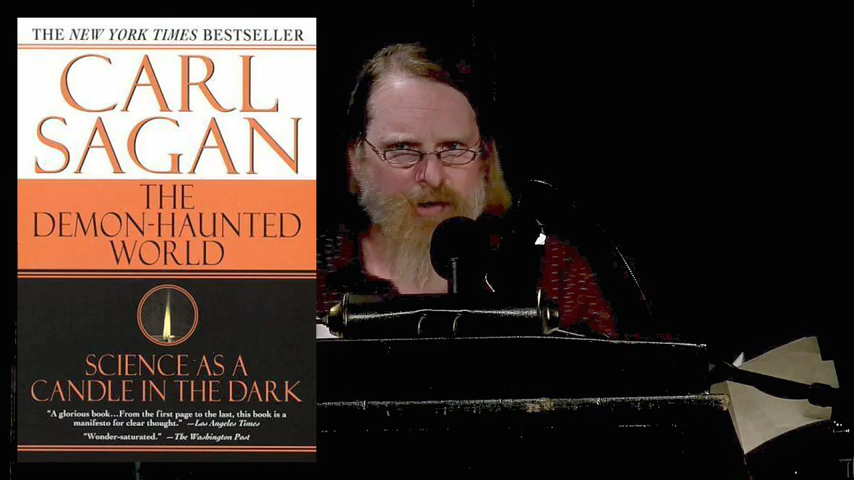 THE NEW YORK TIMES BESTSELLER
CARL
SAGAN
THE
DEMON-HAUNTED
WORLD
SCIENCE AS A
CANDLE IN THE DARK
"A glorious book...From the first page to the last, this book is a
manifesto for clear thought." —Los Angeles Times
"Wonder-saturated." —The Washington Post